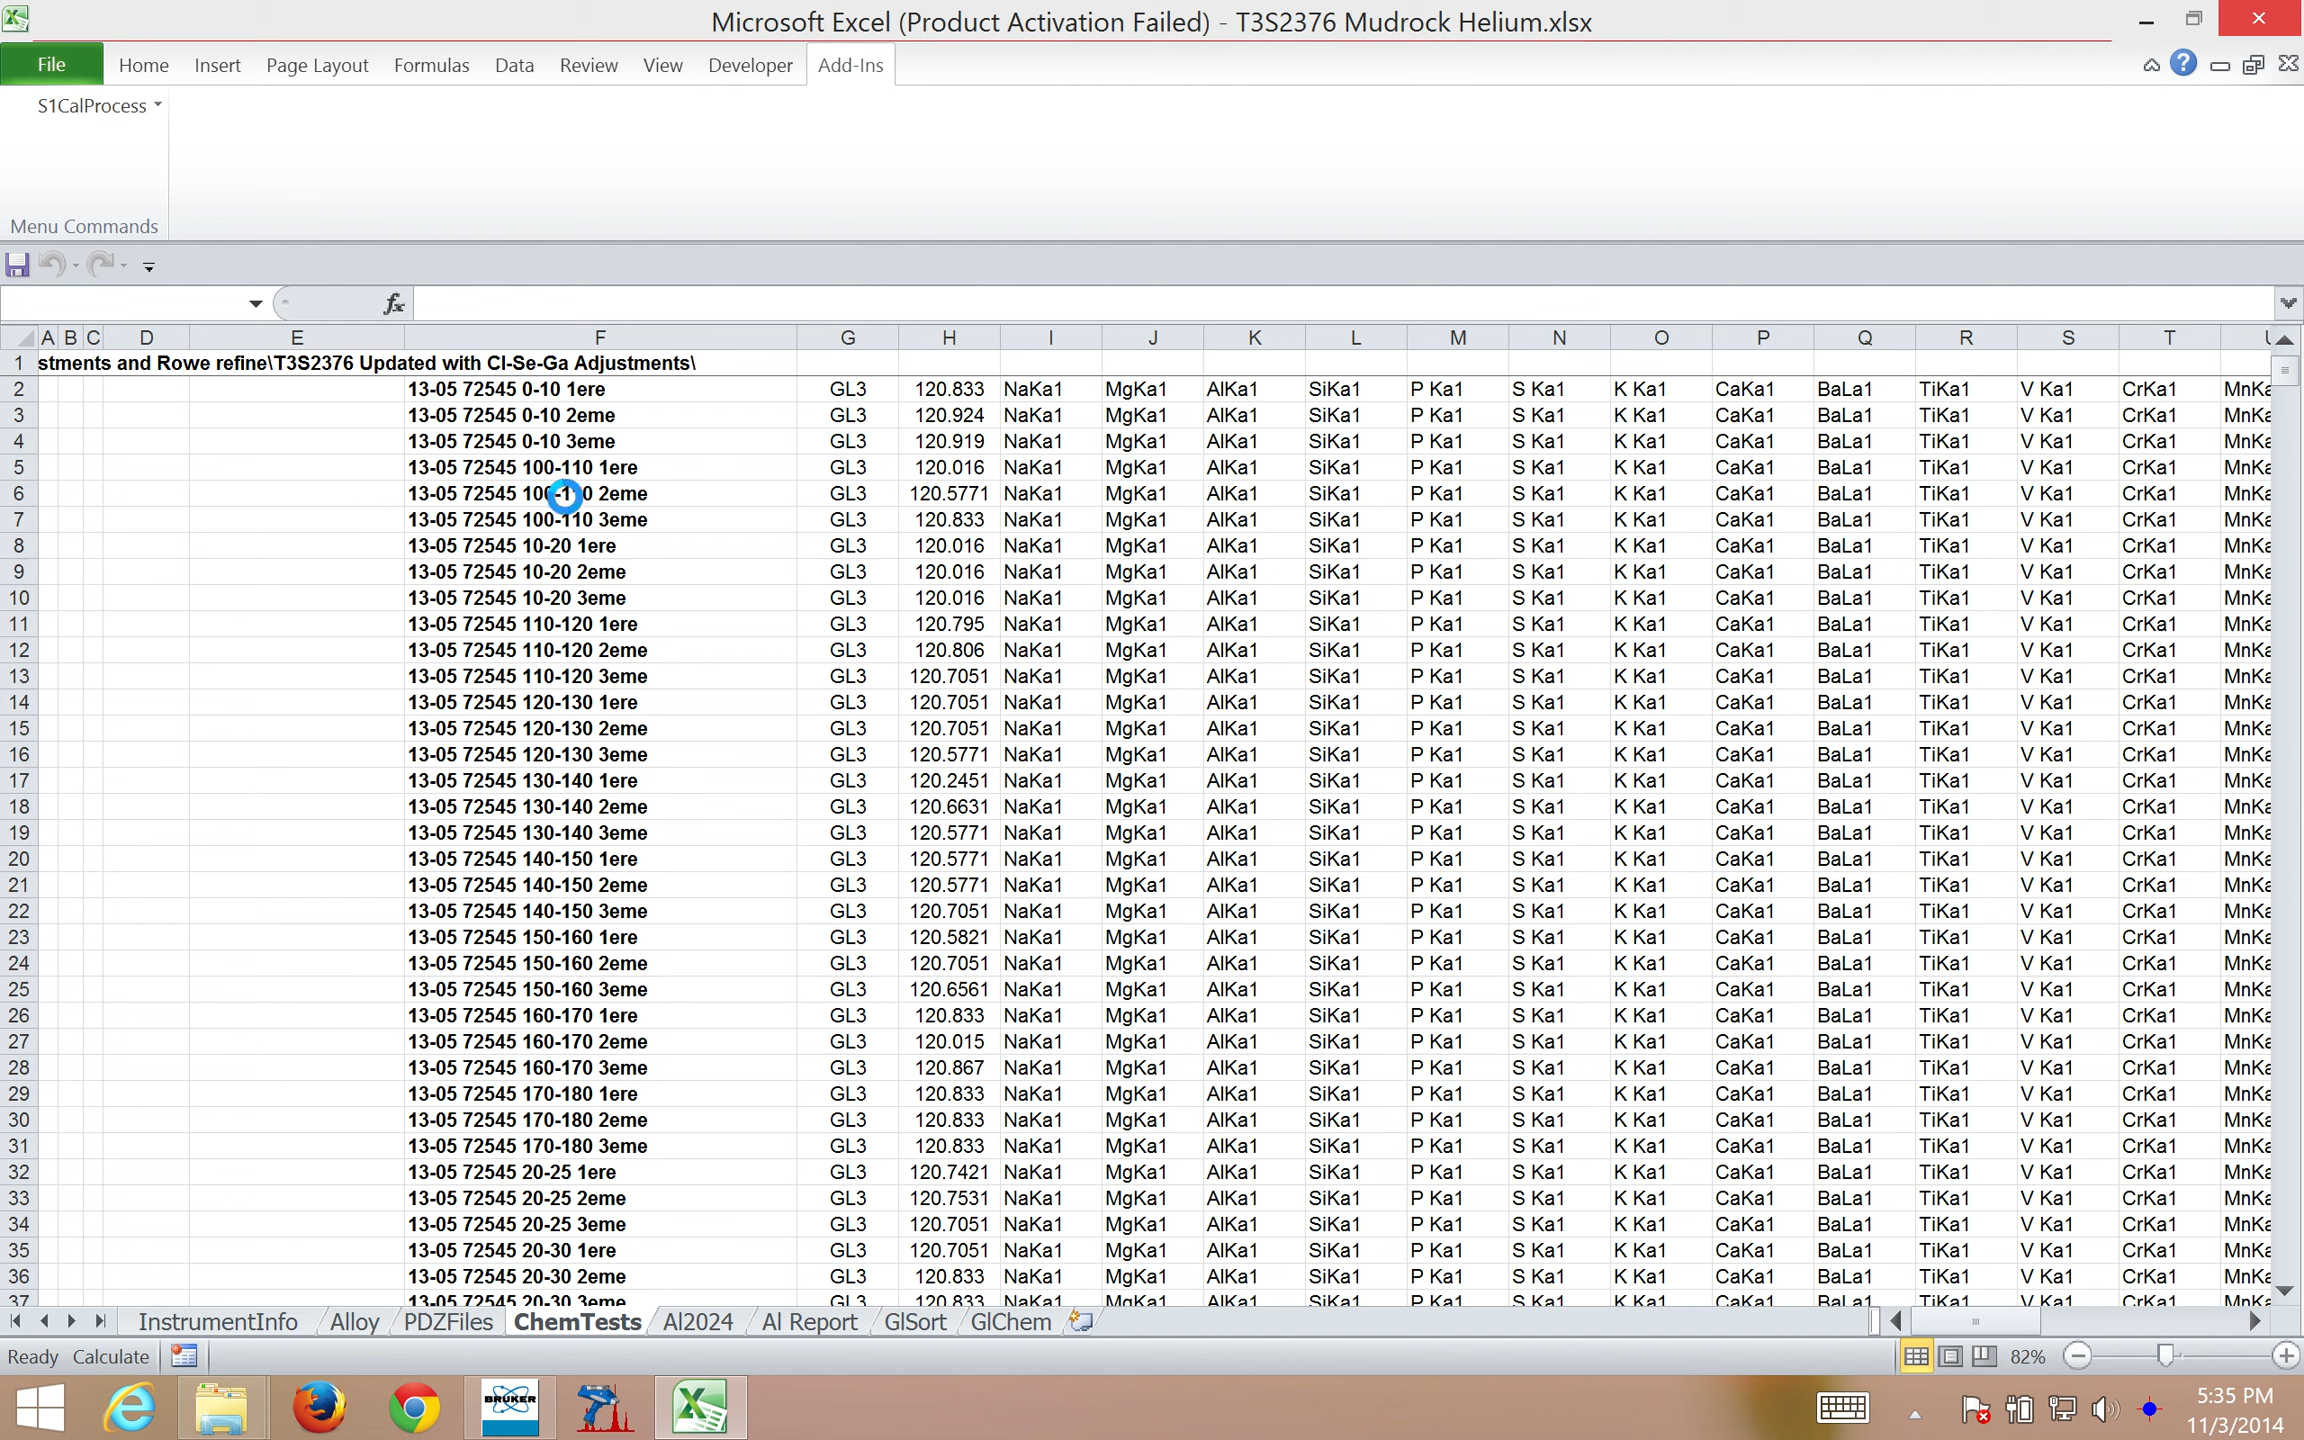 Microsoft Excel (Product Activation Failed) - T3S2376 Mudrock Helium.xlsx
File Home Insert Page Layout Formulas Data Review View Developer Add-Ins
S1CalProcess
Menu Commands
A B C D E F G H I J K L M N O P Q R S T
1 stments and Rowe refine\T3S2376 Updated with Cl-Se-Ga Adjustments\
2 13-05 72545 0-10 1ere GL3 120.833 NaKa1 MgKa1 AlKa1 SiKa1 P Ka1 S Ka1 K Ka1 CaKa1 BaLa1 TiKa1 V Ka1 CrKa1 MnKa
3 13-05 72545 0-10 2eme GL3 120.924 NaKa1 MgKa1 AlKa1 SiKa1 P Ka1 S Ka1 K Ka1 CaKa1 BaLa1 TiKa1 V Ka1 CrKa1 MnKa
4 13-05 72545 0-10 3eme GL3 120.919 NaKa1 MgKa1 AlKa1 SiKa1 P Ka1 S Ka1 K Ka1 CaKa1 BaLa1 TiKa1 V Ka1 CrKa1 MnKa
5 13-05 72545 100-110 1ere GL3 120.016 NaKa1 MgKa1 AlKa1 SiKa1 P Ka1 S Ka1 K Ka1 CaKa1 BaLa1 TiKa1 V Ka1 CrKa1 MnKa
6 13-05 72545 100-110 2eme GL3 120.5771 NaKa1 MgKa1 AlKa1 SiKa1 P Ka1 S Ka1 K Ka1 CaKa1 BaLa1 TiKa1 V Ka1 CrKa1 MnKa
7 13-05 72545 100-110 3eme GL3 120.833 NaKa1 MgKa1 AlKa1 SiKa1 P Ka1 S Ka1 K Ka1 CaKa1 BaLa1 TiKa1 V Ka1 CrKa1 MnKa
8 13-05 72545 10-20 1ere GL3 120.016 NaKa1 MgKa1 AlKa1 SiKa1 P Ka1 S Ka1 K Ka1 CaKa1 BaLa1 TiKa1 V Ka1 CrKa1 MnKa
9 13-05 72545 10-20 2eme GL3 120.016 NaKa1 MgKa1 AlKa1 SiKa1 P Ka1 S Ka1 K Ka1 CaKa1 BaLa1 TiKa1 V Ka1 CrKa1 MnKa
10 13-05 72545 10-20 3eme GL3 120.016 NaKa1 MgKa1 AlKa1 SiKa1 P Ka1 S Ka1 K Ka1 CaKa1 BaLa1 TiKa1 V Ka1 CrKa1 MnKa
11 13-05 72545 110-120 1ere GL3 120.795 NaKa1 MgKa1 AlKa1 SiKa1 P Ka1 S Ka1 K Ka1 CaKa1 BaLa1 TiKa1 V Ka1 CrKa1 MnKa
12 13-05 72545 110-120 2eme GL3 120.806 NaKa1 MgKa1 AlKa1 SiKa1 P Ka1 S Ka1 K Ka1 CaKa1 BaLa1 TiKa1 V Ka1 CrKa1 MnKa
13 13-05 72545 110-120 3eme GL3 120.7051 NaKa1 MgKa1 AlKa1 SiKa1 P Ka1 S Ka1 K Ka1 CaKa1 BaLa1 TiKa1 V Ka1 CrKa1 MnKa
14 13-05 72545 120-130 1ere GL3 120.7051 NaKa1 MgKa1 AlKa1 SiKa1 P Ka1 S Ka1 K Ka1 CaKa1 BaLa1 TiKa1 V Ka1 CrKa1 MnKa
15 13-05 72545 120-130 2eme GL3 120.7051 NaKa1 MgKa1 AlKa1 SiKa1 P Ka1 S Ka1 K Ka1 CaKa1 BaLa1 TiKa1 V Ka1 CrKa1 MnKa
16 13-05 72545 120-130 3eme GL3 120.5771 NaKa1 MgKa1 AlKa1 SiKa1 P Ka1 S Ka1 K Ka1 CaKa1 BaLa1 TiKa1 V Ka1 CrKa1 MnKa
17 13-05 72545 130-140 1ere GL3 120.2451 NaKa1 MgKa1 AlKa1 SiKa1 P Ka1 S Ka1 K Ka1 CaKa1 BaLa1 TiKa1 V Ka1 CrKa1 MnKa
18 13-05 72545 130-140 2eme GL3 120.6631 NaKa1 MgKa1 AlKa1 SiKa1 P Ka1 S Ka1 K Ka1 CaKa1 BaLa1 TiKa1 V Ka1 CrKa1 MnKa
19 13-05 72545 130-140 3eme GL3 120.5771 NaKa1 MgKa1 AlKa1 SiKa1 P Ka1 S Ka1 K Ka1 CaKa1 BaLa1 TiKa1 V Ka1 CrKa1 MnKa
20 13-05 72545 140-150 1ere GL3 120.5771 NaKa1 MgKa1 AlKa1 SiKa1 P Ka1 S Ka1 K Ka1 CaKa1 BaLa1 TiKa1 V Ka1 CrKa1 MnKa
21 13-05 72545 140-150 2eme GL3 120.5771 NaKa1 MgKa1 AlKa1 SiKa1 P Ka1 S Ka1 K Ka1 CaKa1 BaLa1 TiKa1 V Ka1 CrKa1 MnKa
22 13-05 72545 140-150 3eme GL3 120.7051 NaKa1 MgKa1 AlKa1 SiKa1 P Ka1 S Ka1 K Ka1 CaKa1 BaLa1 TiKa1 V Ka1 CrKa1 MnKa
23 13-05 72545 150-160 1ere GL3 120.5821 NaKa1 MgKa1 AlKa1 SiKa1 P Ka1 S Ka1 K Ka1 CaKa1 BaLa1 TiKa1 V Ka1 CrKa1 MnKa
24 13-05 72545 150-160 2eme GL3 120.7051 NaKa1 MgKa1 AlKa1 SiKa1 P Ka1 S Ka1 K Ka1 CaKa1 BaLa1 TiKa1 V Ka1 CrKa1 MnKa
25 13-05 72545 150-160 3eme GL3 120.6561 NaKa1 MgKa1 AlKa1 SiKa1 P Ka1 S Ka1 K Ka1 CaKa1 BaLa1 TiKa1 V Ka1 CrKa1 MnKa
26 13-05 72545 160-170 1ere GL3 120.833 NaKa1 MgKa1 AlKa1 SiKa1 P Ka1 S Ka1 K Ka1 CaKa1 BaLa1 TiKa1 V Ka1 CrKa1 MnKa
27 13-05 72545 160-170 2eme GL3 120.015 NaKa1 MgKa1 AlKa1 SiKa1 P Ka1 S Ka1 K Ka1 CaKa1 BaLa1 TiKa1 V Ka1 CrKa1 MnKa
28 13-05 72545 160-170 3eme GL3 120.867 NaKa1 MgKa1 AlKa1 SiKa1 P Ka1 S Ka1 K Ka1 CaKa1 BaLa1 TiKa1 V Ka1 CrKa1 MnKa
29 13-05 72545 170-180 1ere GL3 120.833 NaKa1 MgKa1 AlKa1 SiKa1 P Ka1 S Ka1 K Ka1 CaKa1 BaLa1 TiKa1 V Ka1 CrKa1 MnKa
30 13-05 72545 170-180 2eme GL3 120.833 NaKa1 MgKa1 AlKa1 SiKa1 P Ka1 S Ka1 K Ka1 CaKa1 BaLa1 TiKa1 V Ka1 CrKa1 MnKa
31 13-05 72545 170-180 3eme GL3 120.833 NaKa1 MgKa1 AlKa1 SiKa1 P Ka1 S Ka1 K Ka1 CaKa1 BaLa1 TiKa1 V Ka1 CrKa1 MnKa
32 13-05 72545 20-25 1ere GL3 120.7421 NaKa1 MgKa1 AlKa1 SiKa1 P Ka1 S Ka1 K Ka1 CaKa1 BaLa1 TiKa1 V Ka1 CrKa1 MnKa
33 13-05 72545 20-25 2eme GL3 120.7531 NaKa1 MgKa1 AlKa1 SiKa1 P Ka1 S Ka1 K Ka1 CaKa1 BaLa1 TiKa1 V Ka1 CrKa1 MnKa
34 13-05 72545 20-25 3eme GL3 120.7051 NaKa1 MgKa1 AlKa1 SiKa1 P Ka1 S Ka1 K Ka1 CaKa1 BaLa1 TiKa1 V Ka1 CrKa1 MnKa
35 13-05 72545 20-30 1ere GL3 120.7051 NaKa1 MgKa1 AlKa1 SiKa1 P Ka1 S Ka1 K Ka1 CaKa1 BaLa1 TiKa1 V Ka1 CrKa1 MnKa
36 13-05 72545 20-30 2eme GL3 120.833 NaKa1 MgKa1 AlKa1 SiKa1 P Ka1 S Ka1 K Ka1 CaKa1 BaLa1 TiKa1 V Ka1 CrKa1 MnKa
37 13-05 72545 20-30 3eme GL3 120.833 NaKa1 MgKa1 AlKa1 SiKa1 P Ka1 S Ka1 K Ka1 CaKa1 BaLa1 TiKa1 V Ka1 CrKa1 MnKa
InstrumentInfo Alloy PDZFiles ChemTests Al2024 Al Report GlSort GlChem
Ready Calculate 82%
BRUKER
5:35 PM
11/3/2014